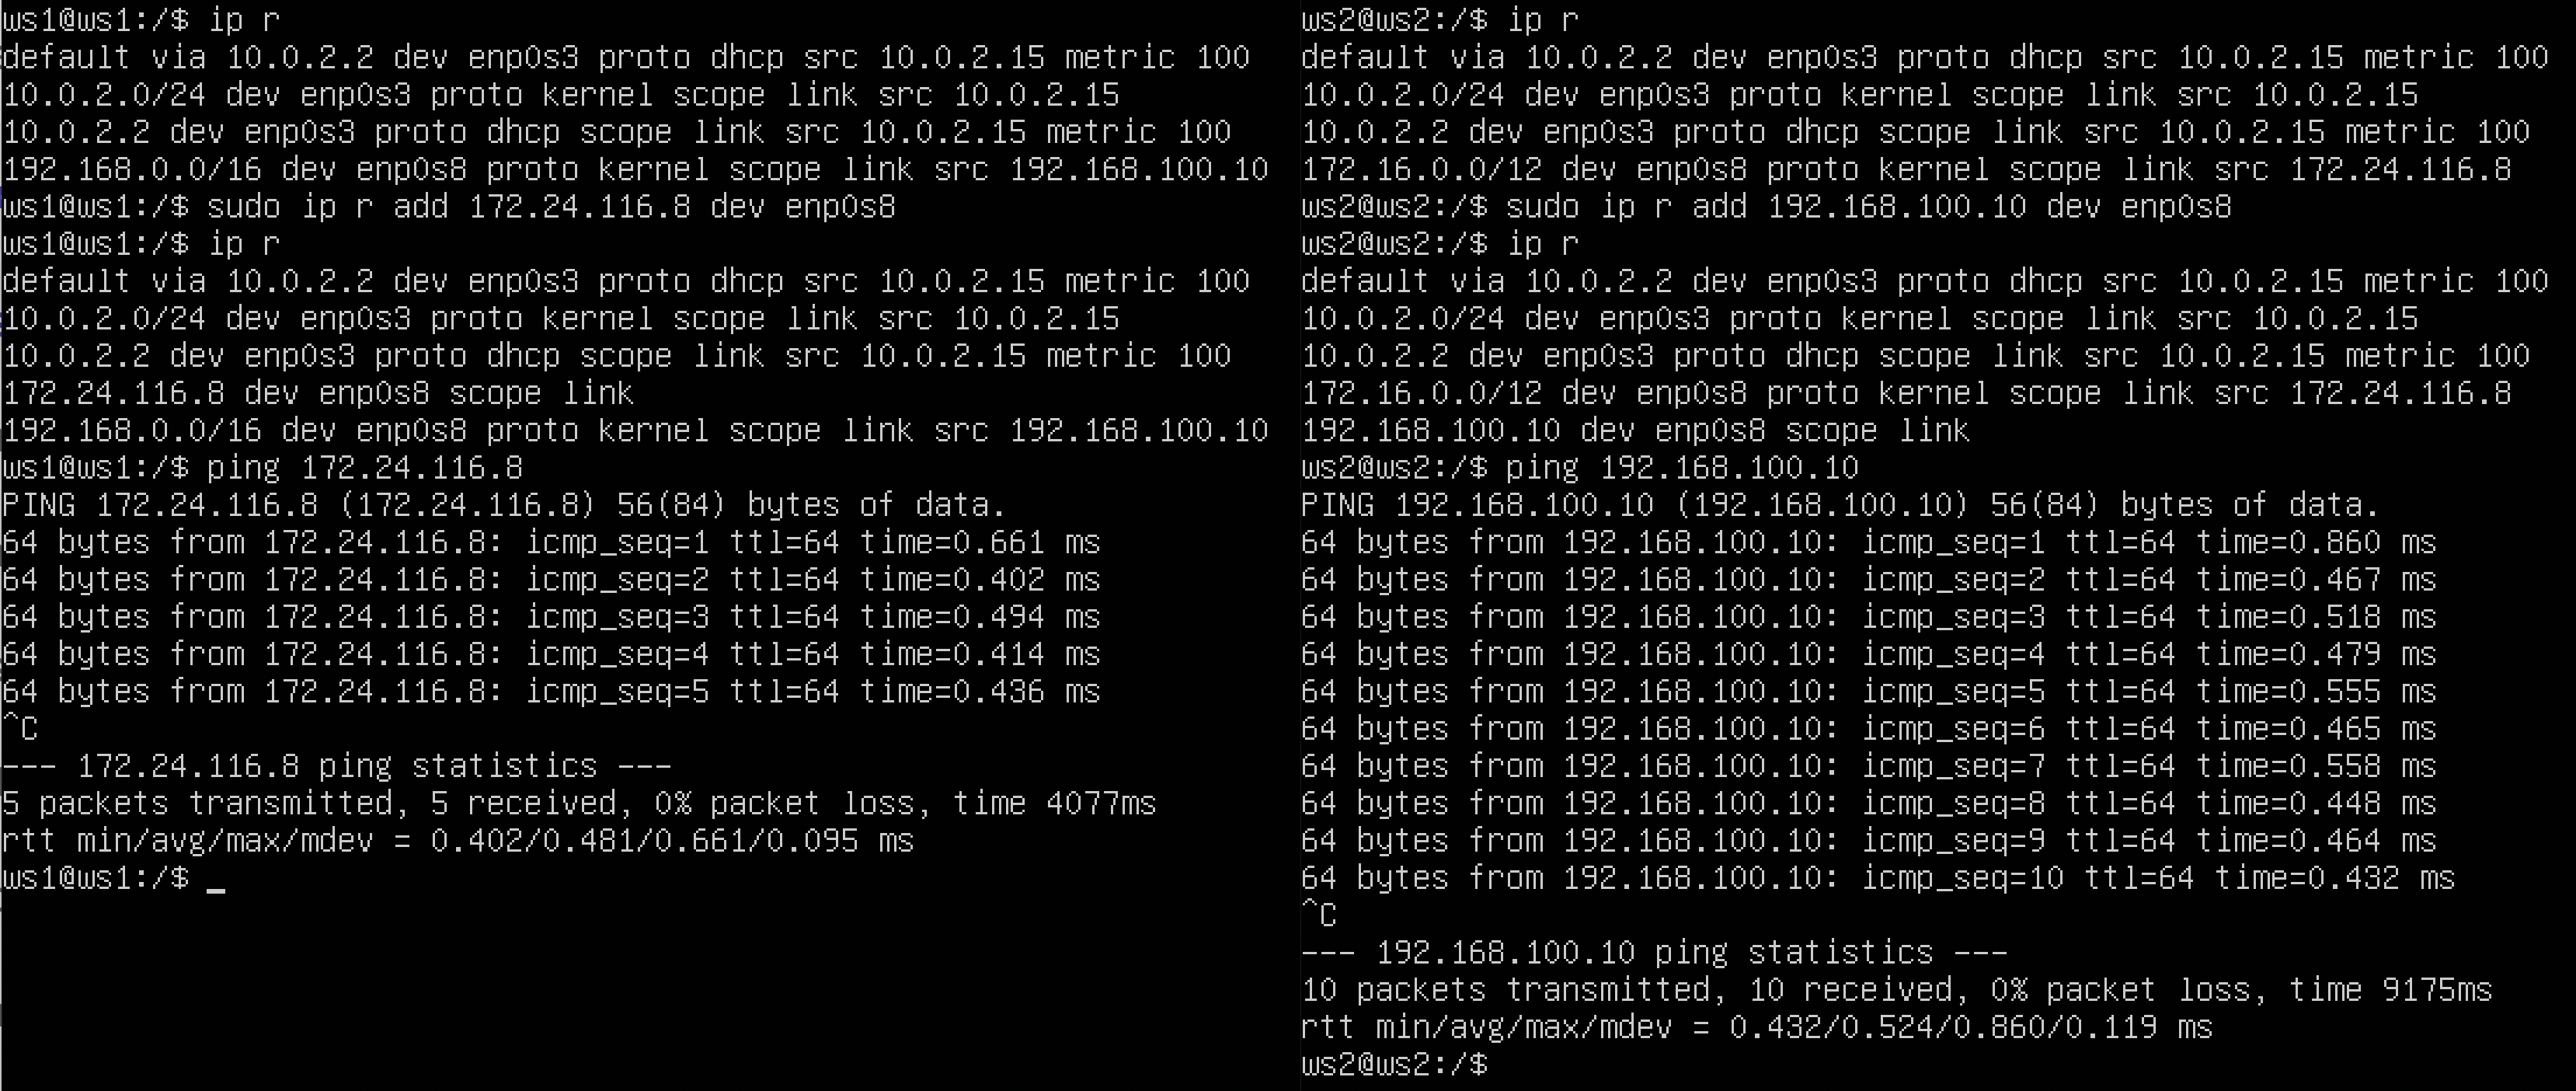 ws1@ws1:/$ ip r
default via 10.0.2.2 dev enp0s3 proto dhcp src 10.0.2.15 metric 100
10.0.2.0/24 dev enp0s3 proto kernel scope link src 10.0.2.15
10.0.2.2 dev enp0s3 proto dhcp scope link src 10.0.2.15 metric 100
192.168.0.0/16 dev enp0s8 proto kernel scope link src 192.168.100.10
ws1@ws1:/$ sudo ip r add 172.24.116.8 dev enp0s8
ws1@ws1:/$ ip r
default via 10.0.2.2 dev enp0s3 proto dhcp src 10.0.2.15 metric 100
10.0.2.0/24 dev enp0s3 proto kernel scope link src 10.0.2.15
10.0.2.2 dev enp0s3 proto dhcp scope link src 10.0.2.15 metric 100
172.24.116.8 dev enp0s8 scope link
192.168.0.0/16 dev enp0s8 proto kernel scope link src 192.168.100.10
ws1@ws1:/$ ping 172.24.116.8
PING 172.24.116.8 (172.24.116.8) 56(84) bytes of data.
64 bytes from 172.24.116.8: icmp_seq=1 ttl=64 time=0.661 ms
64 bytes from 172.24.116.8: icmp_seq=2 ttl=64 time=0.402 ms
64 bytes from 172.24.116.8: icmp_seq=3 ttl=64 time=0.494 ms
64 bytes from 172.24.116.8: icmp_seq=4 ttl=64 time=0.414 ms
64 bytes from 172.24.116.8: icmp_seq=5 ttl=64 time=0.436 ms
^C
--- 172.24.116.8 ping statistics ---
5 packets transmitted, 5 received, 0% packet loss, time 4077ms
rtt min/avg/max/mdev = 0.402/0.481/0.661/0.095 ms
ws1@ws1:/$ _
ws2@ws2:/$ ip r
default via 10.0.2.2 dev enp0s3 proto dhcp src 10.0.2.15 metric 100
10.0.2.0/24 dev enp0s3 proto kernel scope link src 10.0.2.15
10.0.2.2 dev enp0s3 proto dhcp scope link src 10.0.2.15 metric 100
172.16.0.0/12 dev enp0s8 proto kernel scope link src 172.24.116.8
ws2@ws2:/$ sudo ip r add 192.168.100.10 dev enp0s8
ws2@ws2:/$ ip r
default via 10.0.2.2 dev enp0s3 proto dhcp src 10.0.2.15 metric 100
10.0.2.0/24 dev enp0s3 proto kernel scope link src 10.0.2.15
10.0.2.2 dev enp0s3 proto dhcp scope link src 10.0.2.15 metric 100
172.16.0.0/12 dev enp0s8 proto kernel scope link src 172.24.116.8
192.168.100.10 dev enp0s8 scope link
ws2@ws2:/$ ping 192.168.100.10
PING 192.168.100.10 (192.168.100.10) 56(84) bytes of data.
64 bytes from 192.168.100.10: icmp_seq=1 ttl=64 time=0.860 ms
64 bytes from 192.168.100.10: icmp_seq=2 ttl=64 time=0.467 ms
64 bytes from 192.168.100.10: icmp_seq=3 ttl=64 time=0.518 ms
64 bytes from 192.168.100.10: icmp_seq=4 ttl=64 time=0.479 ms
64 bytes from 192.168.100.10: icmp_seq=5 ttl=64 time=0.555 ms
64 bytes from 192.168.100.10: icmp_seq=6 ttl=64 time=0.465 ms
64 bytes from 192.168.100.10: icmp_seq=7 ttl=64 time=0.558 ms
64 bytes from 192.168.100.10: icmp_seq=8 ttl=64 time=0.448 ms
64 bytes from 192.168.100.10: icmp_seq=9 ttl=64 time=0.464 ms
64 bytes from 192.168.100.10: icmp_seq=10 ttl=64 time=0.432 ms
^C
--- 192.168.100.10 ping statistics ---
10 packets transmitted, 10 received, 0% packet loss, time 9175ms
rtt min/avg/max/mdev = 0.432/0.524/0.860/0.119 ms
ws2@ws2:/$